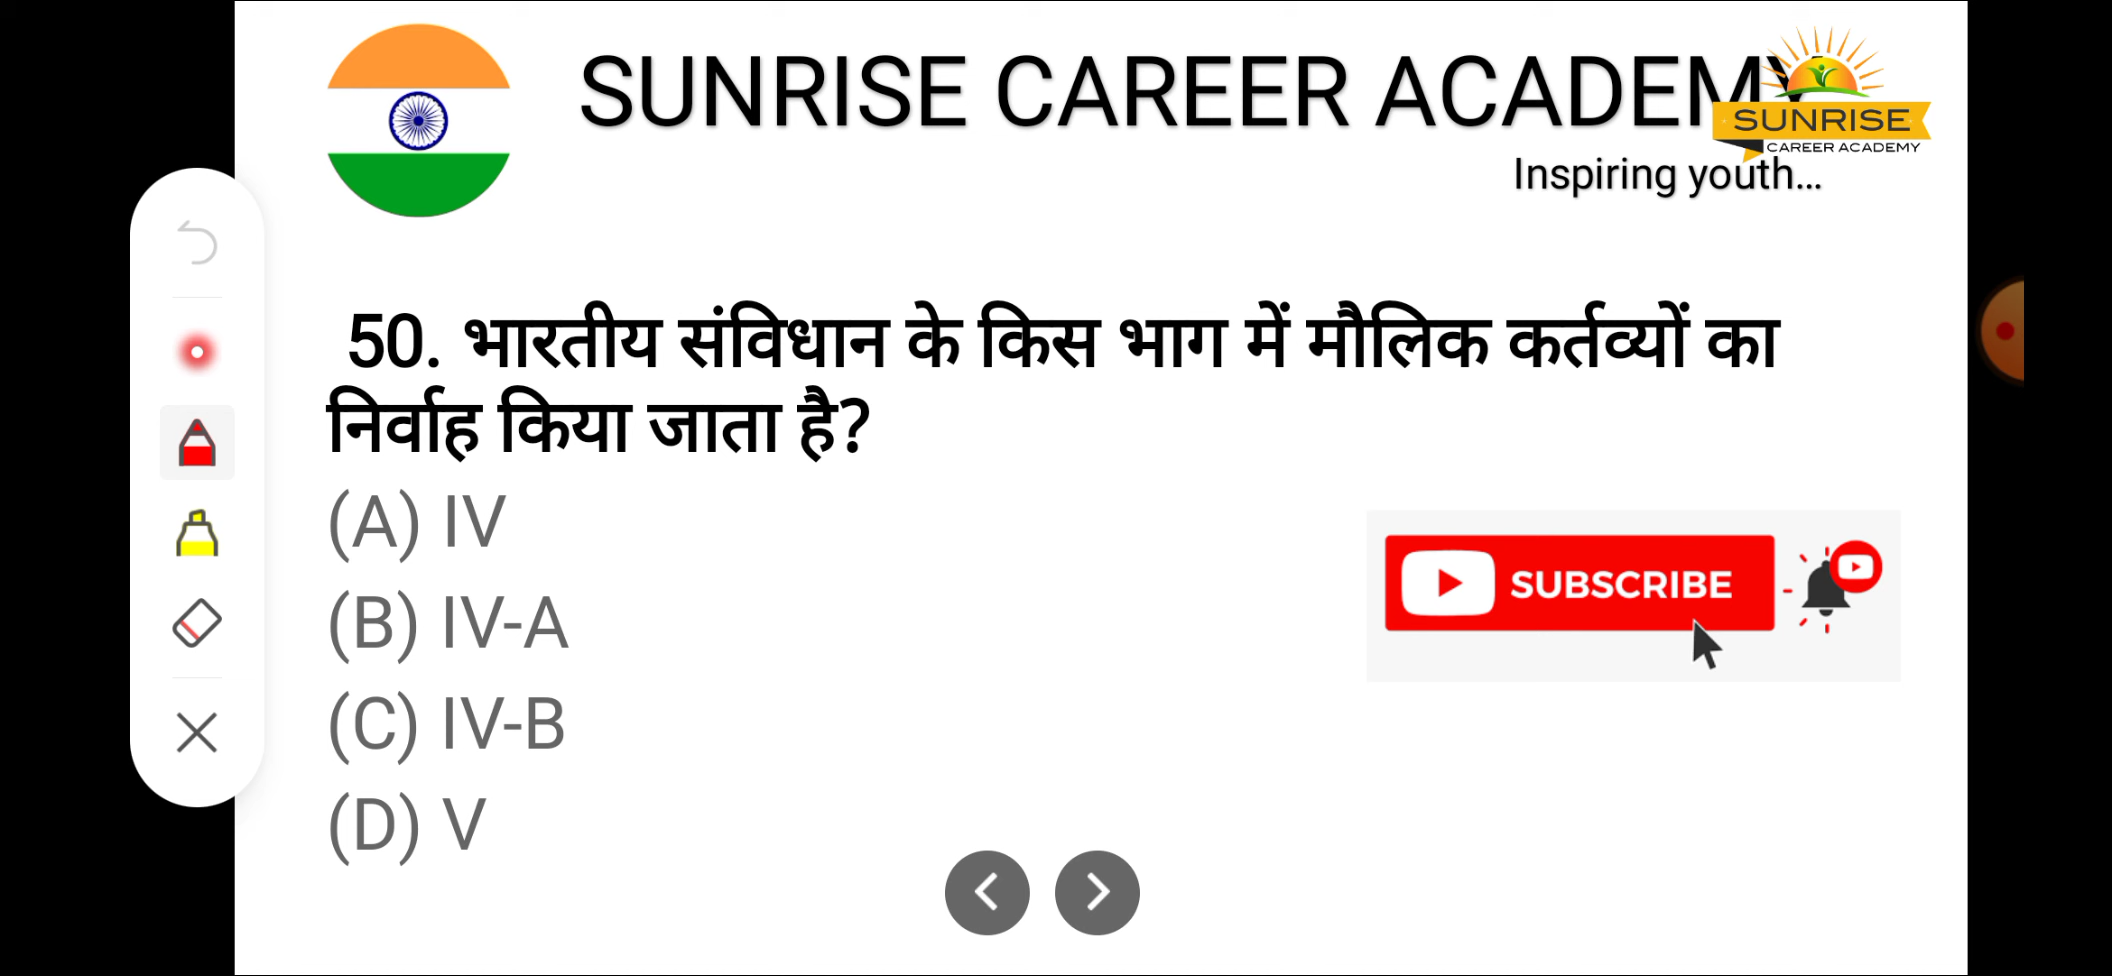 SUNRISE CAREER ACADEMY
SUNRISE
CAREER ACADEMY
Inspiring youth...
50. भारतीय संविधान के किस भाग में मौलिक कर्तव्यों का
निर्वाह किया जाता है?
(A) IV
(B) IV-A
(C) IV-B
(D) V
SUBSCRIBE